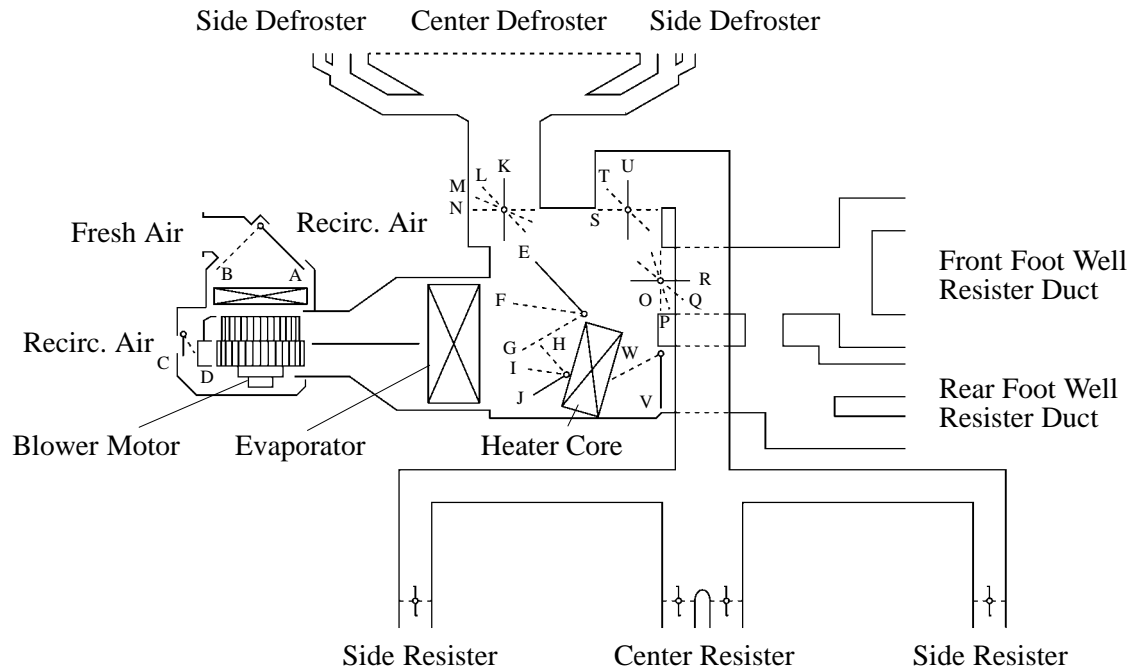 Side Defroster
Center Defroster
Side Defroster
K
U
L
T
M
N
S
Fresh Air
Recirc. Air
E
B
A
R
O
Q
Front Foot Well
Resister Duct
F
P
Recirc. Air
G
H
W
C
D
I
J
V
Rear Foot Well
Resister Duct
Blower Motor
Evaporator
Heater Core
Side Resister
Center Resister
Side Resister